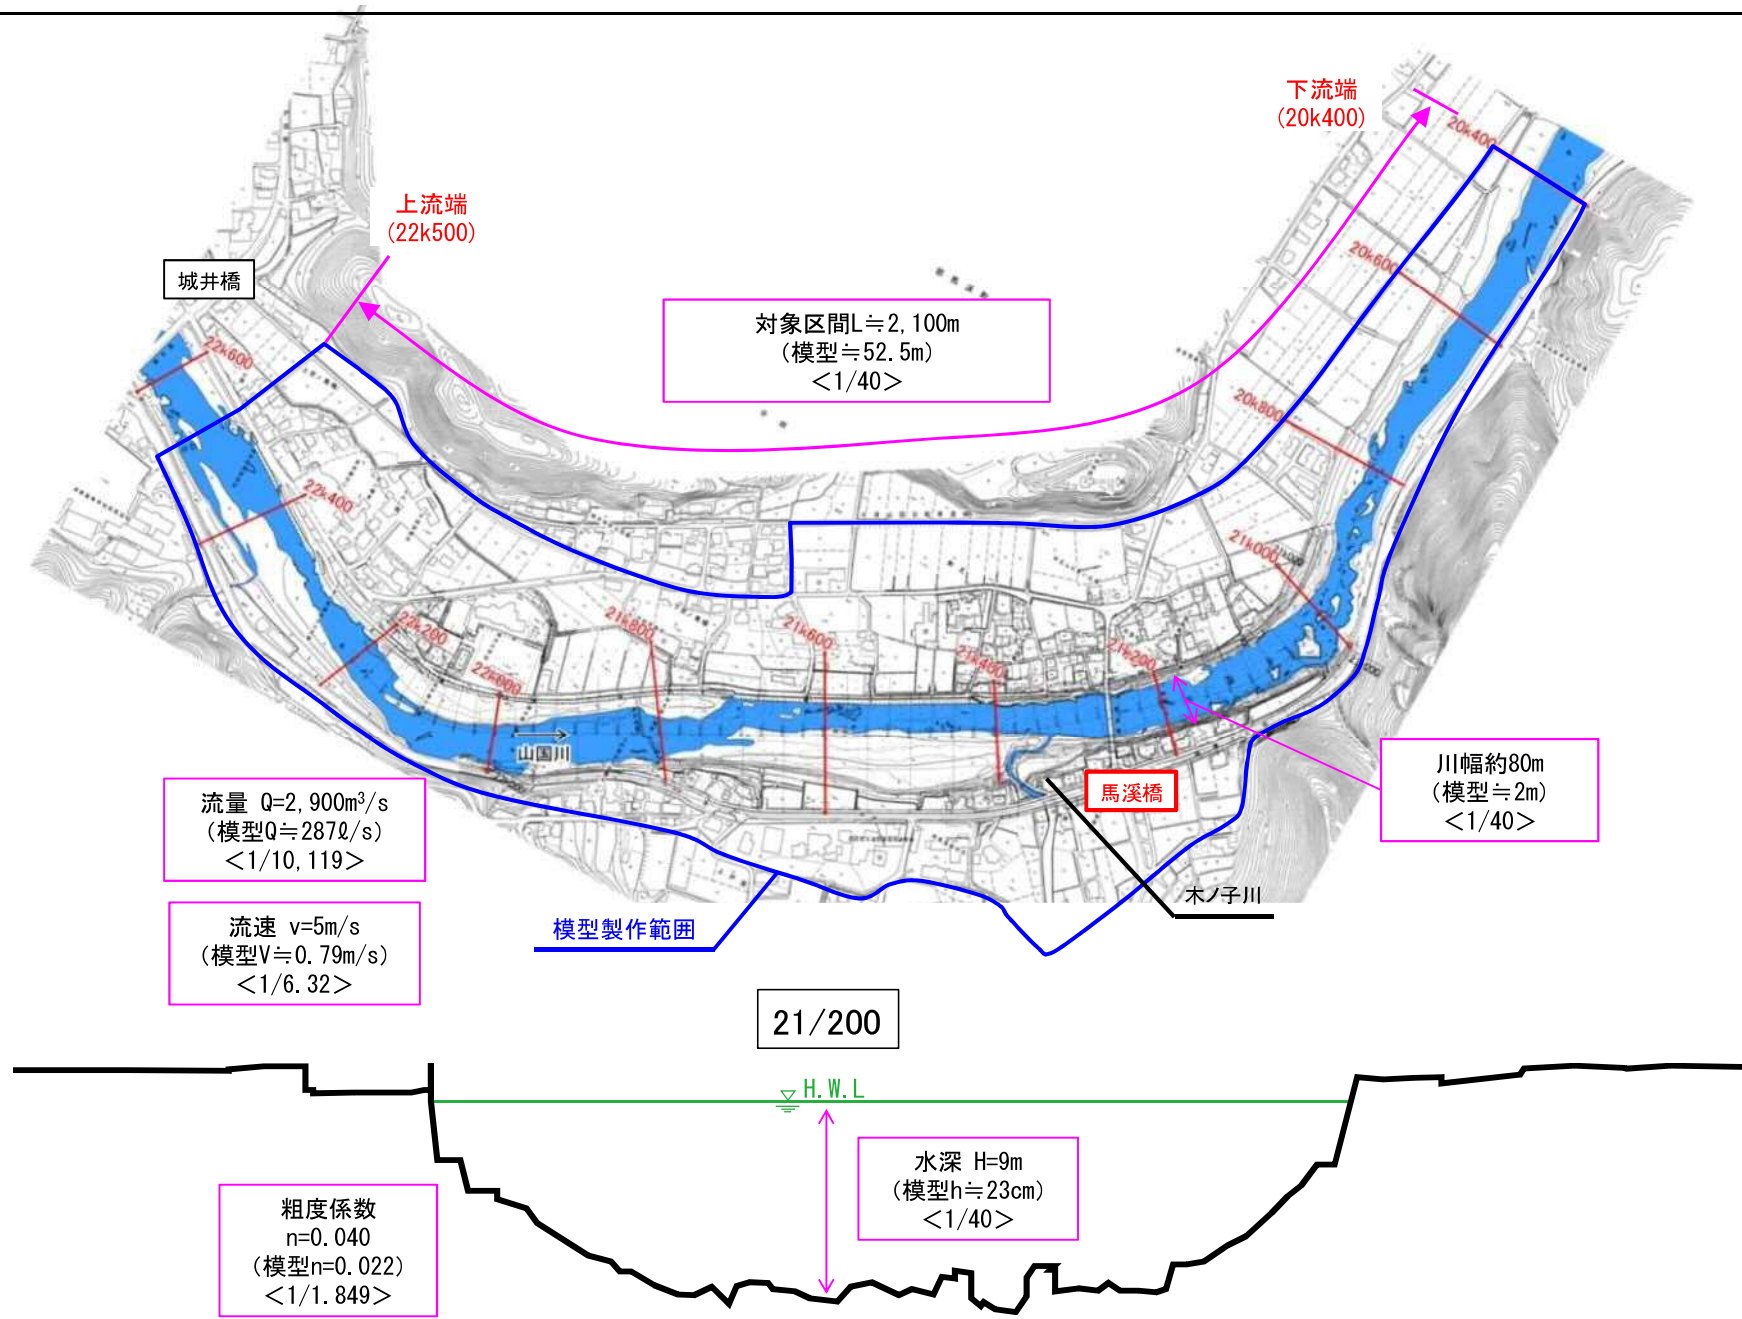 下流端
(20k400)
20k400
上流端
(22k500)
城井橋
20k600
対象区間L≒2,100m
(模型≒52.5m)
<1/40>
22k600
20k800
22k400
21k000
22k200
21k800
21k600
22k000
21k400
21k200
山国川
川幅約80m
(模型≒2m)
<1/40>
馬溪橋
流量 Q=2,900m³/s
(模型Q≒287ℓ/s)
<1/10,119>
木ノ子川
流速 v=5m/s
(模型V≒0.79m/s)
<1/6.32>
模型製作範囲
21/200
H.W.L
水深 H=9m
(模型h≒23cm)
<1/40>
粗度係数
n=0.040
(模型n=0.022)
<1/1.849>